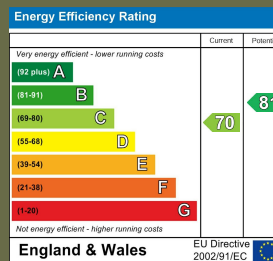 Energy Efficiency Rating
Current
Very energy efficient - lower running costs
(92 plus) A
(81-91) B
81
(69-80) C
70
(55-68) D
(39-54) E
(21-38) F
(1-20) G
Not energy efficient - higher running costs
England & Wales
EU Directive
2002/91/EC